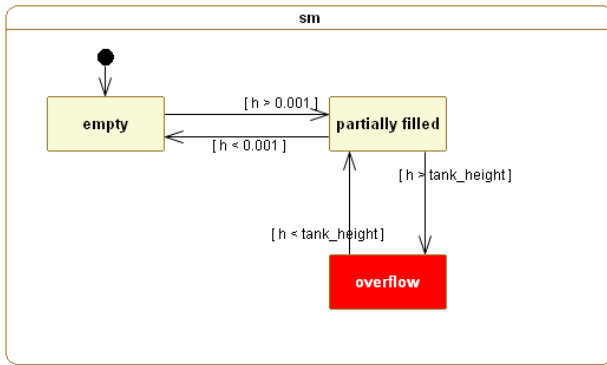 sm
[ h > 0.001 ]
empty
partially filled
[ h < 0.001 ]
[ h > tank_height ]
[ h < tank_height ]
overflow